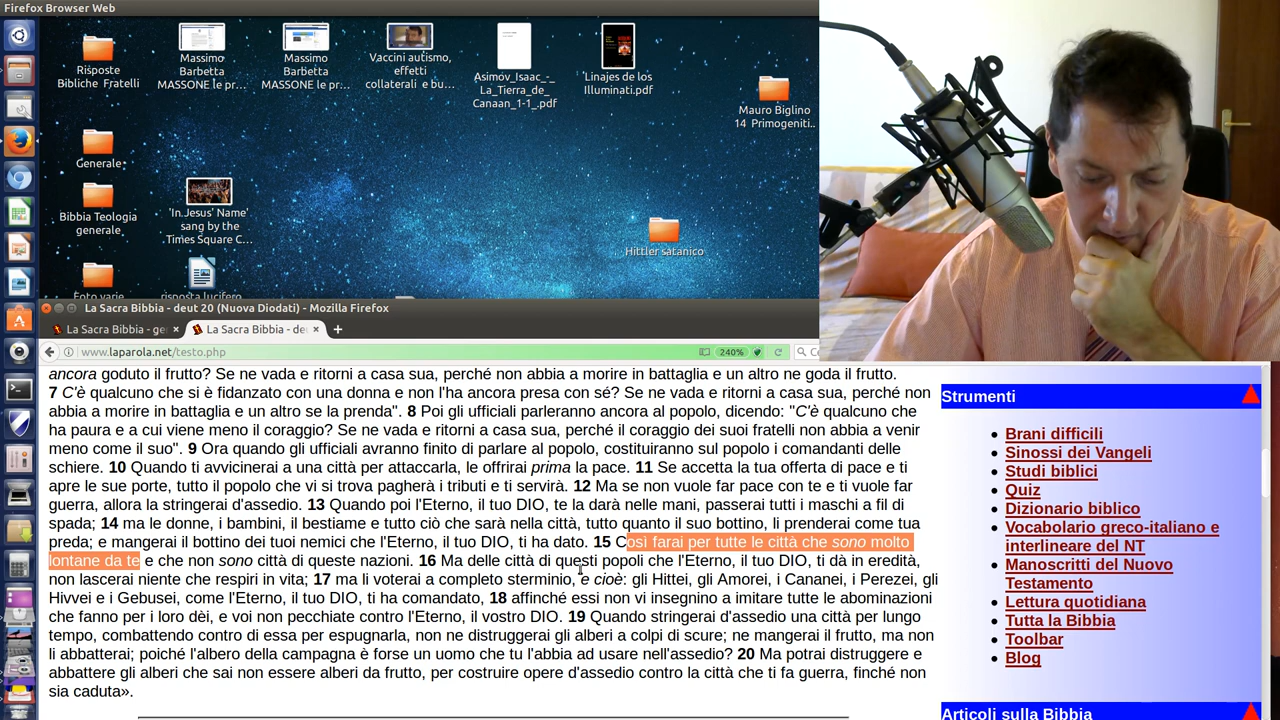 Firefox Browser Web
Risposte
Bibliche Fratelli
Massimo
Barbetta
MASSONE le pr...
Massimo
Barbetta
MASSONE le pr...
Vaccini autismo,
effetti
collaterali e bu...
Asimov_Isaac_-_
La_Tierra_de_
Canaan_1-1_.pdf
Linajes de los
Illuminati.pdf
Mauro Biglino
14 Primogeniti..
Generale
Bibbia Teologia
generale
'In Jesus' Name'
sang by the
Times Square C...
Hittler satanico
Foto varie
risposta lucifero
La Sacra Bibbia - deut 20 (Nuova Diodati) - Mozilla Firefox
La Sacra Bibbia - ge
La Sacra Bibbia - de
www.laparola.net/testo.php
240%
ancora goduto il frutto? Se ne vada e ritorni a casa sua, perché non abbia a morire in battaglia e un altro ne goda il frutto.
7 C'è qualcuno che si è fidanzato con una donna e non l'ha ancora presa con sé? Se ne vada e ritorni a casa sua, perché non
abbia a morire in battaglia e un altro se la prenda". 8 Poi gli ufficiali parleranno ancora al popolo, dicendo: "C'è qualcuno che
ha paura e a cui viene meno il coraggio? Se ne vada e ritorni a casa sua, perché il coraggio dei suoi fratelli non abbia a venir
meno come il suo". 9 Ora quando gli ufficiali avranno finito di parlare al popolo, costituiranno sul popolo i comandanti delle
schiere. 10 Quando ti avvicinerai a una città per attaccarla, le offrirai prima la pace. 11 Se accetta la tua offerta di pace e ti
apre le sue porte, tutto il popolo che vi si trova pagherà i tributi e ti servirà. 12 Ma se non vuole far pace con te e ti vuole far
guerra, allora la stringerai d'assedio. 13 Quando poi l'Eterno, il tuo DIO, te la darà nelle mani, passerai tutti i maschi a fil di
spada; 14 ma le donne, i bambini, il bestiame e tutto ciò che sarà nella città, tutto quanto il suo bottino, li prenderai come tua
preda; e mangerai il bottino dei tuoi nemici che l'Eterno, il tuo DIO, ti ha dato. 15 Così farai per tutte le città che sono molto
lontane da te e che non sono città di queste nazioni. 16 Ma delle città di questi popoli che l'Eterno, il tuo DIO, ti dà in eredità,
non lascerai niente che respiri in vita; 17 ma li voterai a completo sterminio, e cioè: gli Hittei, gli Amorei, i Cananei, i Perezei, gli
Hivvei e i Gebusei, come l'Eterno, il tuo DIO, ti ha comandato, 18 affinché essi non vi insegnino a imitare tutte le abominazioni
che fanno per i loro dèi, e voi non pecchiate contro l'Eterno, il vostro DIO. 19 Quando stringerai d'assedio una città per lungo
tempo, combattendo contro di essa per espugnarla, non ne distruggerai gli alberi a colpi di scure; ne mangerai il frutto, ma non
li abbatterai; poiché l'albero della campagna è forse un uomo che tu l'abbia ad usare nell'assedio? 20 Ma potrai distruggere e
abbattere gli alberi che sai non essere alberi da frutto, per costruire opere d'assedio contro la città che ti fa guerra, finché non
sia caduta».
Strumenti
Brani difficili
Sinossi dei Vangeli
Studi biblici
Quiz
Dizionario biblico
Vocabolario greco-italiano e
interlineare del NT
Manoscritti del Nuovo
Testamento
Lettura quotidiana
Tutta la Bibbia
Toolbar
Blog
Articoli sulla Bibbia